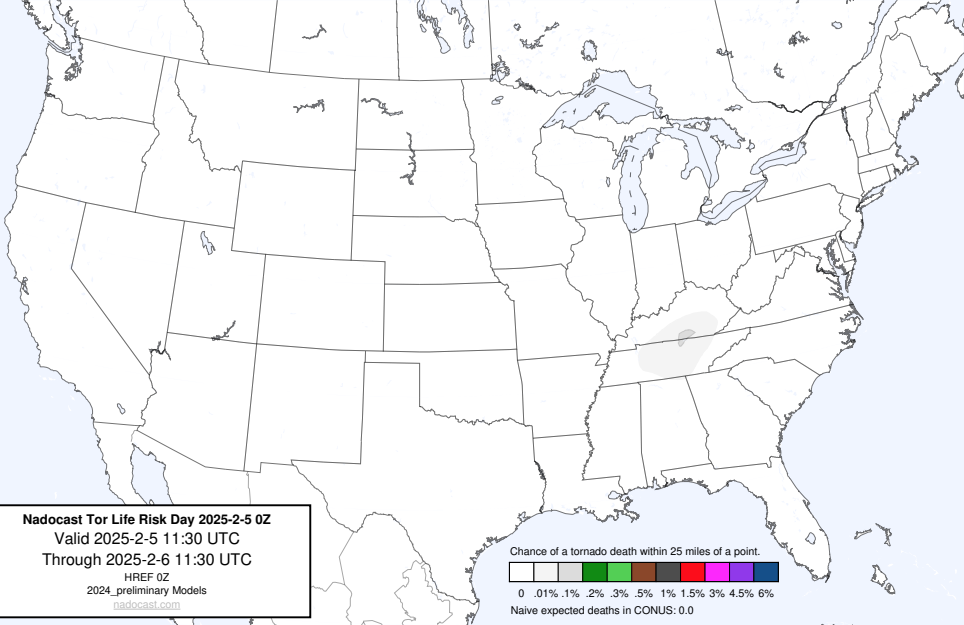 Nadocast Tor Life Risk Day 2025-2-5 0Z
Valid 2025-2-5 11:30 UTC
Through 2025-2-6 11:30 UTC
HREF 0Z
2024_preliminary Models
nadocast.com
Chance of a tornado death within 25 miles of a point.
0 .01% .1% .2% .3% .5% 1% 1.5% 3% 4.5% 6%
Naive expected deaths in CONUS: 0.0